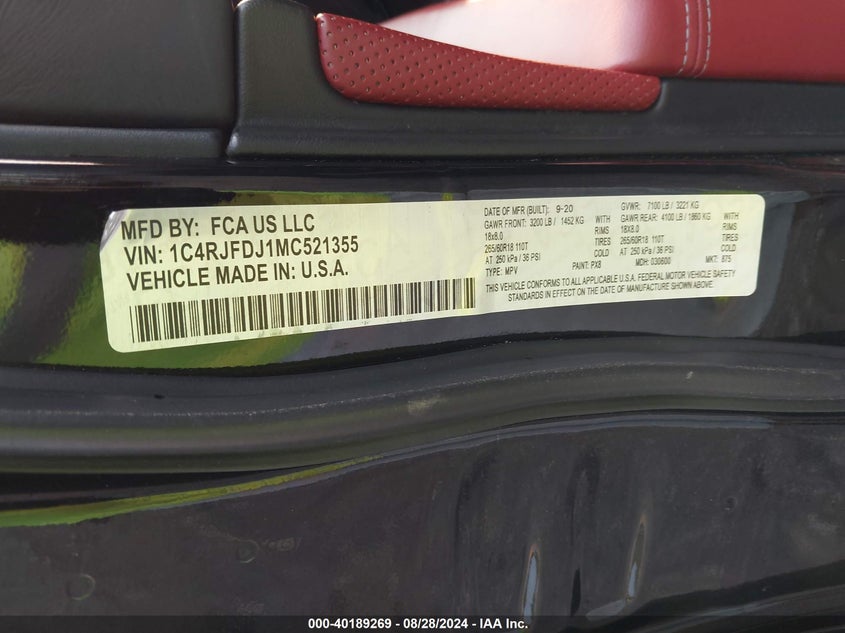 MFD BY: FCA US LLC
VIN: 1C4RJFDJ1MC521355
VEHICLE MADE IN: U.S.A.
DATE OF MFR (BUILT): 9-20 GVWR: 7100 LB / 3221 KG
GAWR FRONT: 3200 LB / 1452 KG WITH GAWR REAR: 4100 LB / 1860 KG WITH
18x8.0 RIMS 18X8.0 RIMS
265/60R18 110T TIRES 265/60R18 110T TIRES
AT 250 kPa / 36 PSI COLD AT 250 kPa / 36 PSI COLD
TYPE: MPV PAINT: PX8 MDH: 030600 MKT: 875
THIS VEHICLE CONFORMS TO ALL APPLICABLE U.S.A. FEDERAL MOTOR VEHICLE SAFETY
STANDARDS IN EFFECT ON THE DATE OF MANUFACTURE SHOWN ABOVE.
000-40189269 - 08/28/2024 - IAA Inc.